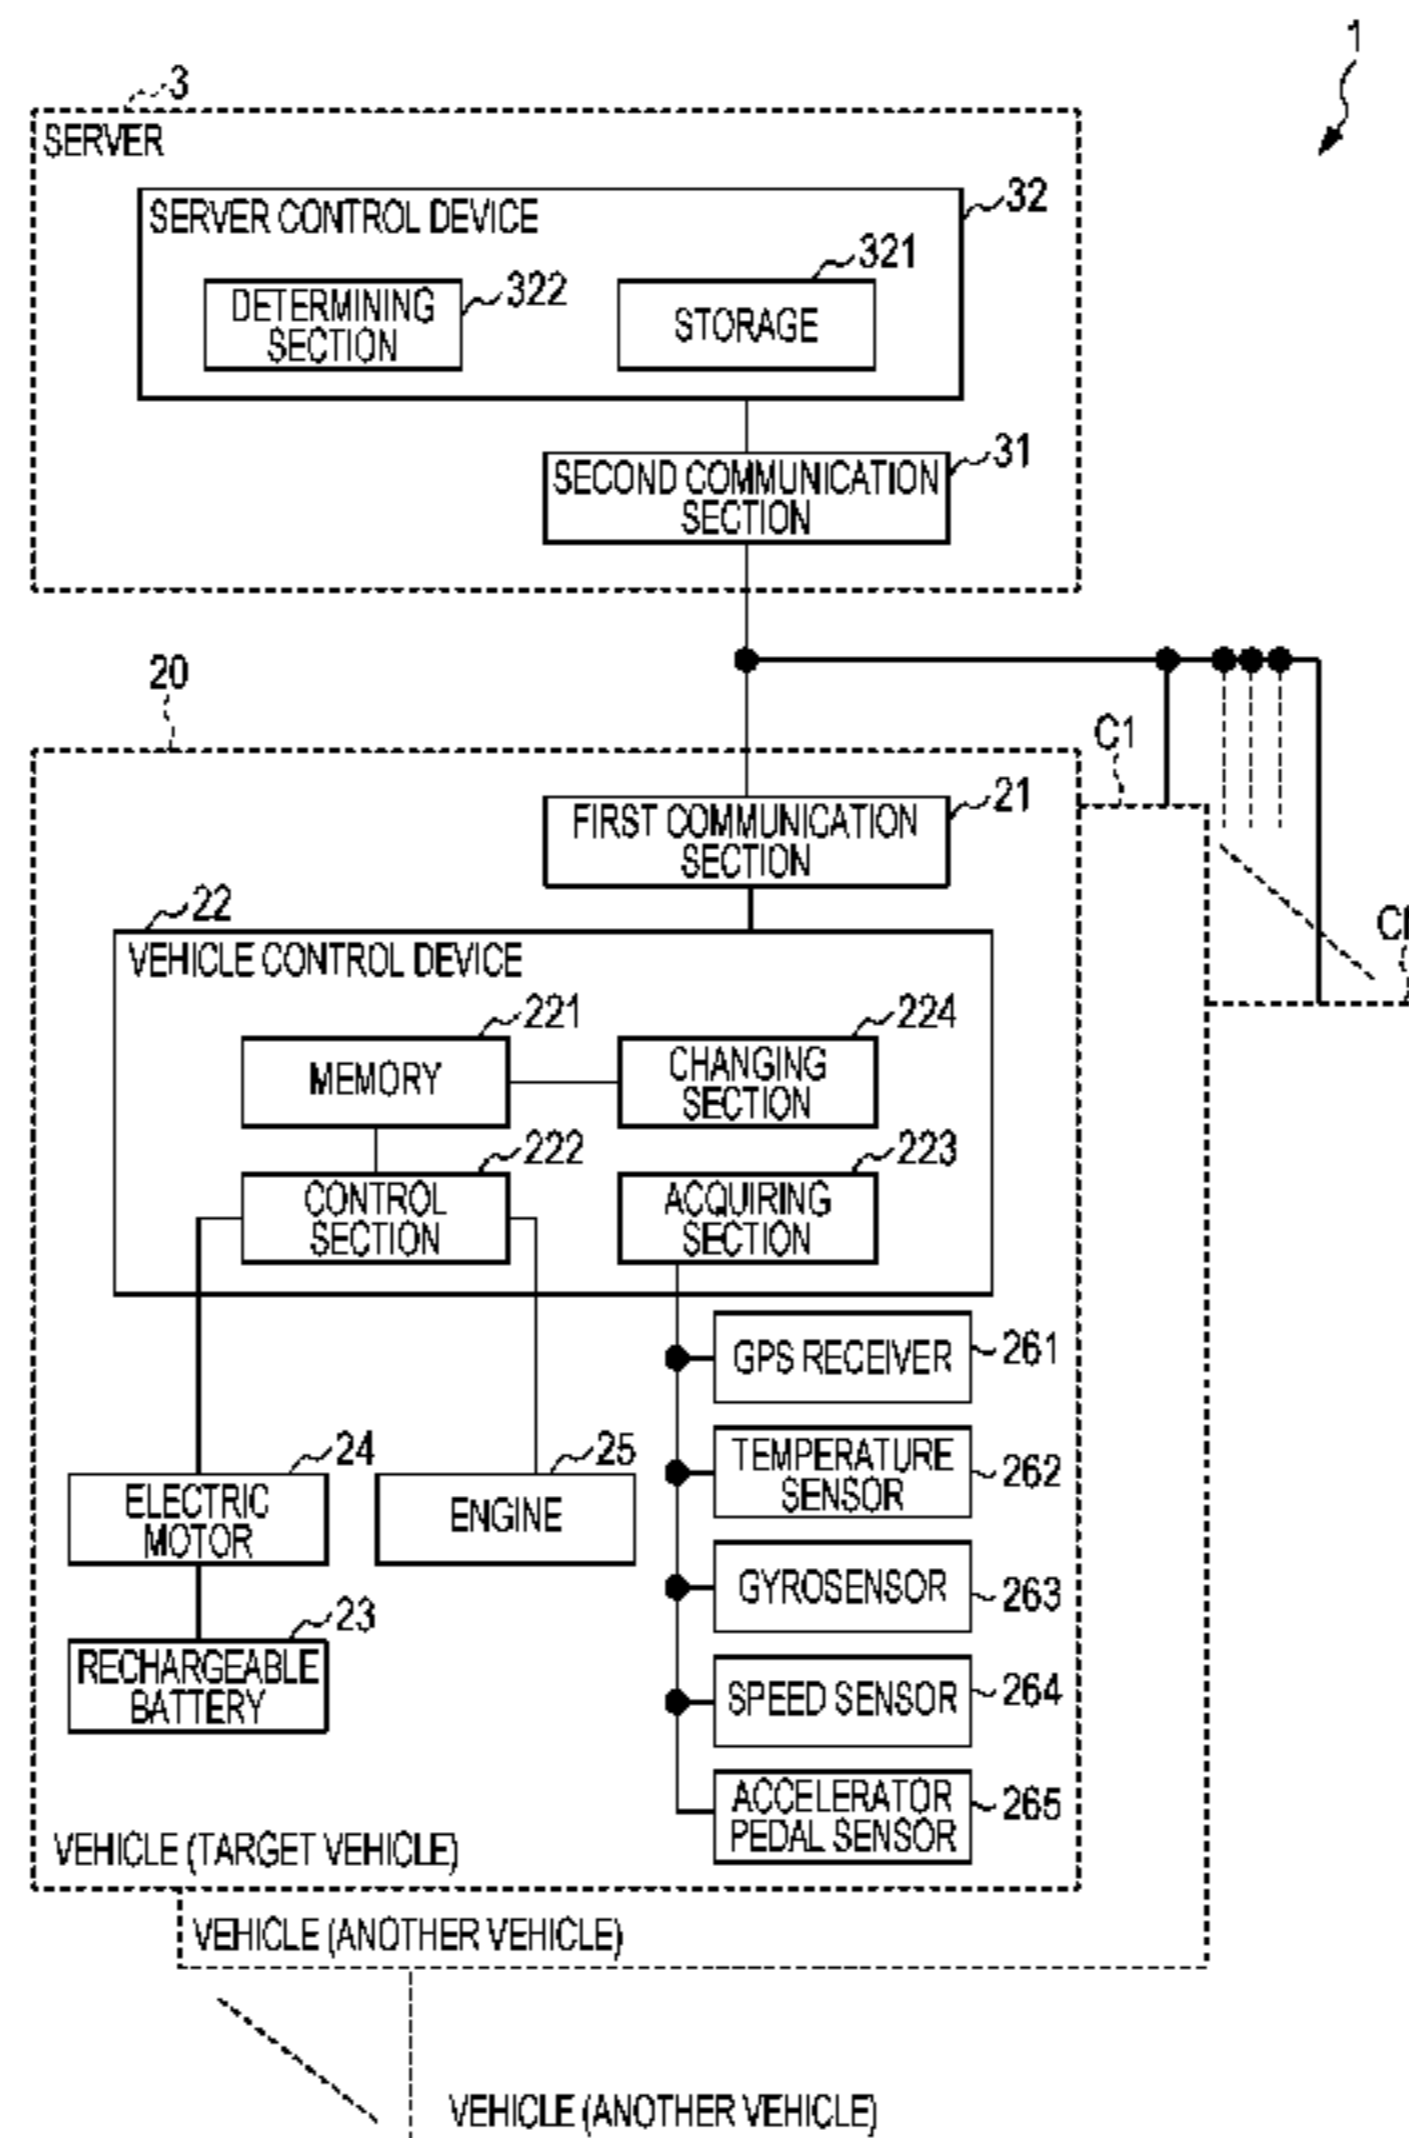 1
3
SERVER
32
SERVER CONTROL DEVICE
321
322
DETERMINING
SECTION
STORAGE
31
SECOND COMMUNICATION
SECTION
20
C1
21
FIRST COMMUNICATION
SECTION
22
VEHICLE CONTROL DEVICE
221
224
MEMORY
CHANGING
SECTION
222
223
CONTROL
SECTION
ACQUIRING
SECTION
GPS RECEIVER
261
24
25
TEMPERATURE
SENSOR
262
ELECTRIC
MOTOR
ENGINE
GYROSENSOR
263
23
RECHARGEABLE
BATTERY
SPEED SENSOR
264
ACCELERATOR
PEDAL SENSOR
265
VEHICLE (TARGET VEHICLE)
VEHICLE (ANOTHER VEHICLE)
VEHICLE (ANOTHER VEHICLE)